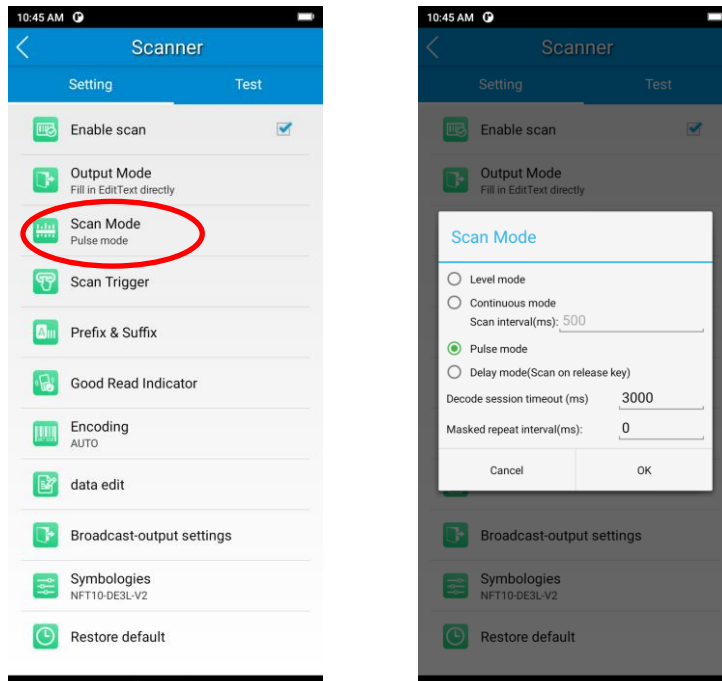 10:45 AM
Scanner
Setting Test
Enable scan
Output Mode
Fill in EditText directly
Scan Mode
Pulse mode
Scan Trigger
Prefix & Suffix
Good Read Indicator
Encoding
AUTO
data edit
Broadcast-output settings
Symbologies
NFT10-DE3L-V2
Restore default
10:45 AM
Scanner
Setting Test
Enable scan
Output Mode
Fill in EditText directly
Scan Mode
Level mode
Continuous mode
Scan interval(ms): 500
Pulse mode
Delay mode(Scan on release key)
Decode session timeout (ms) 3000
Masked repeat interval(ms): 0
Cancel OK
Broadcast-output settings
Symbologies
NFT10-DE3L-V2
Restore default